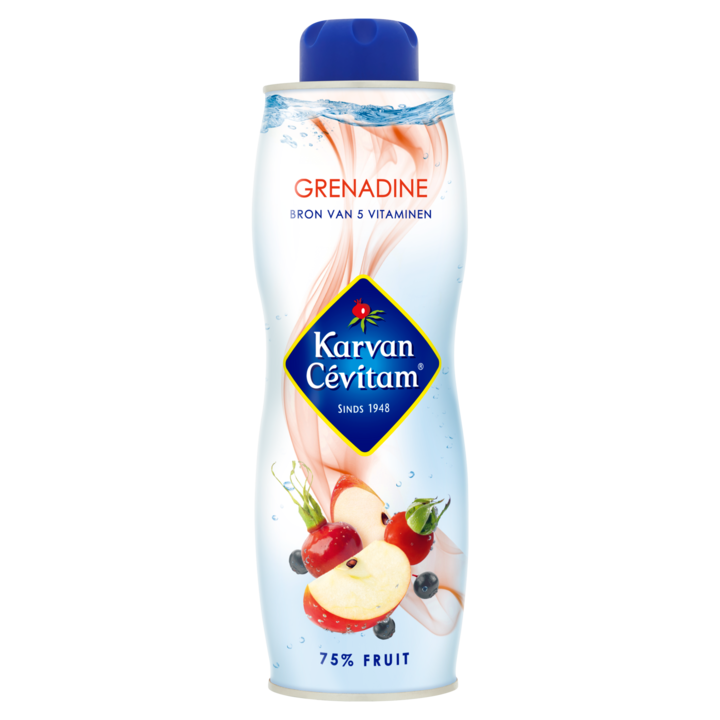 GRENADINE
BRON VAN 5 VITAMINEN
Karvan
Cévitam®
SINDS 1948
75% FRUIT